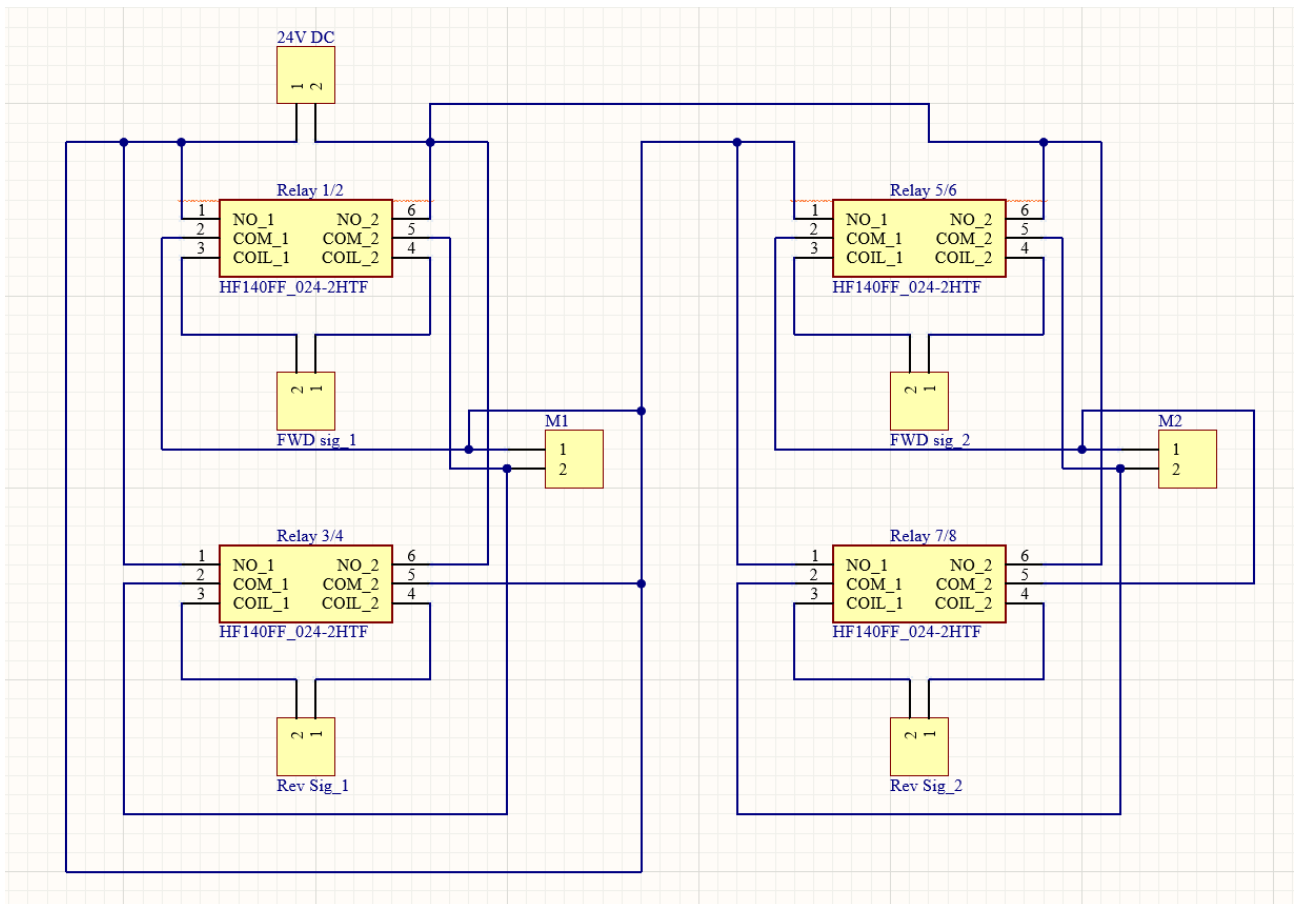 24V DC
1 2
Relay 1/2
1 NO_1 NO_2 6
2 COM_1 COM_2 5
3 COIL_1 COIL_2 4
HF140FF_024-2HTF
2 1
FWD sig_1
M1
1
2
Relay 3/4
1 NO_1 NO_2 6
2 COM_1 COM_2 5
3 COIL_1 COIL_2 4
HF140FF_024-2HTF
2 1
Rev Sig_1
Relay 5/6
1 NO_1 NO_2 6
2 COM_1 COM_2 5
3 COIL_1 COIL_2 4
HF140FF_024-2HTF
2 1
FWD sig_2
M2
1
2
Relay 7/8
1 NO_1 NO_2 6
2 COM_1 COM_2 5
3 COIL_1 COIL_2 4
HF140FF_024-2HTF
2 1
Rev Sig_2